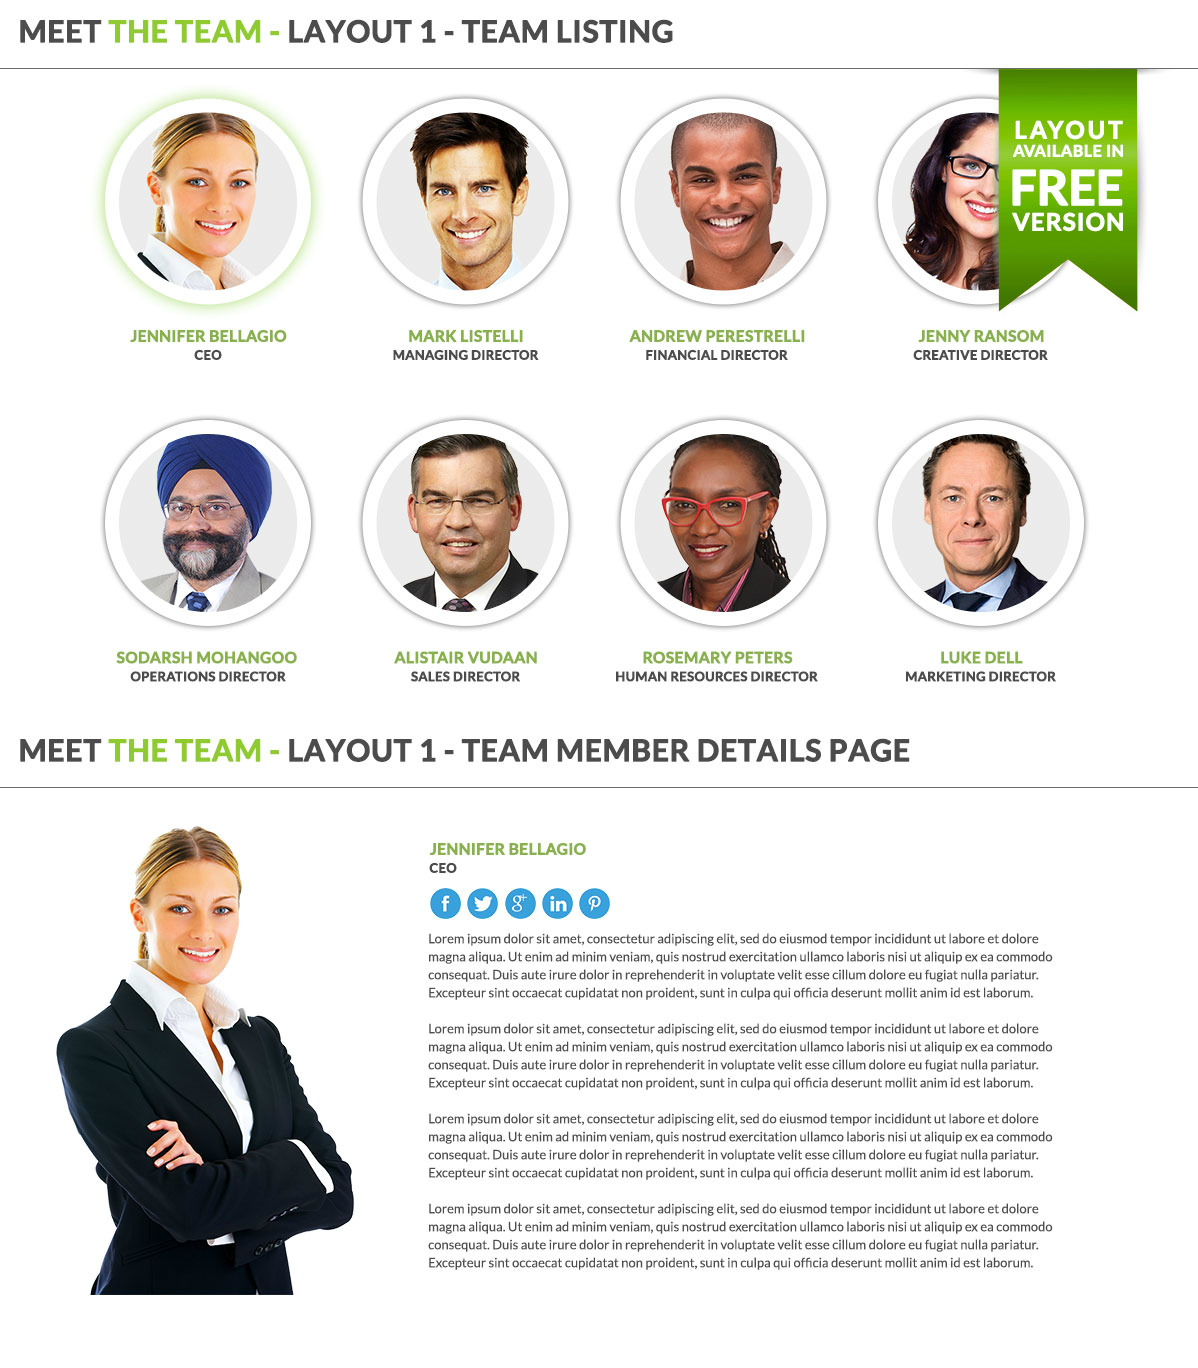 MEET THE TEAM - LAYOUT 1 - TEAM LISTING
LAYOUT
AVAILABLE IN
FREE
VERSION
JENNIFER BELLAGIO
CEO
MARK LISTELLI
MANAGING DIRECTOR
ANDREW PERESTRELLI
FINANCIAL DIRECTOR
JENNY RANSOM
CREATIVE DIRECTOR
SODARSH MOHANGOO
OPERATIONS DIRECTOR
ALISTAIR VUDAAN
SALES DIRECTOR
ROSEMARY PETERS
HUMAN RESOURCES DIRECTOR
LUKE DELL
MARKETING DIRECTOR
MEET THE TEAM - LAYOUT 1 - TEAM MEMBER DETAILS PAGE
JENNIFER BELLAGIO
CEO
f g+ in
Lorem ipsum dolor sit amet, consectetur adipiscing elit, sed do eiusmod tempor incididunt ut labore et dolore
magna aliqua. Ut enim ad minim veniam, quis nostrud exercitation ullamco laboris nisi ut aliquip ex ea commodo
consequat. Duis aute irure dolor in reprehenderit in voluptate velit esse cillum dolore eu fugiat nulla pariatur.
Excepteur sint occaecat cupidatat non proident, sunt in culpa qui officia deserunt mollit anim id est laborum.
Lorem ipsum dolor sit amet, consectetur adipiscing elit, sed do eiusmod tempor incididunt ut labore et dolore
magna aliqua. Ut enim ad minim veniam, quis nostrud exercitation ullamco laboris nisi ut aliquip ex ea commodo
consequat. Duis aute irure dolor in reprehenderit in voluptate velit esse cillum dolore eu fugiat nulla pariatur.
Excepteur sint occaecat cupidatat non proident, sunt in culpa qui officia deserunt mollit anim id est laborum.
Lorem ipsum dolor sit amet, consectetur adipiscing elit, sed do eiusmod tempor incididunt ut labore et dolore
magna aliqua. Ut enim ad minim veniam, quis nostrud exercitation ullamco laboris nisi ut aliquip ex ea commodo
consequat. Duis aute irure dolor in reprehenderit in voluptate velit esse cillum dolore eu fugiat nulla pariatur.
Excepteur sint occaecat cupidatat non proident, sunt in culpa qui officia deserunt mollit anim id est laborum.
Lorem ipsum dolor sit amet, consectetur adipiscing elit, sed do eiusmod tempor incididunt ut labore et dolore
magna aliqua. Ut enim ad minim veniam, quis nostrud exercitation ullamco laboris nisi ut aliquip ex ea commodo
consequat. Duis aute irure dolor in reprehenderit in voluptate velit esse cillum dolore eu fugiat nulla pariatur.
Excepteur sint occaecat cupidatat non proident, sunt in culpa qui officia deserunt mollit anim id est laborum.